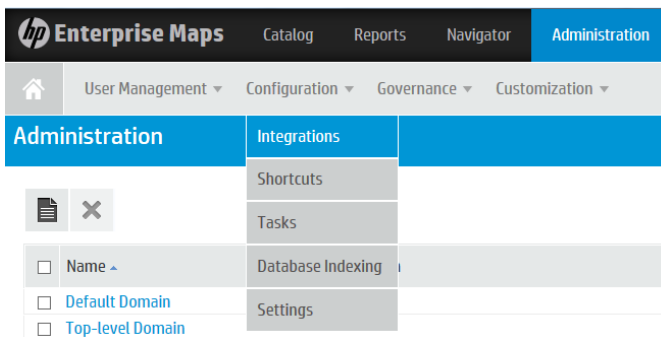 hp Enterprise Maps Catalog Reports Navigator Administration
User Management Configuration Governance Customization
Administration
Integrations
Shortcuts
Tasks
Name
Database Indexing
Default Domain
Settings
Top-level Domain